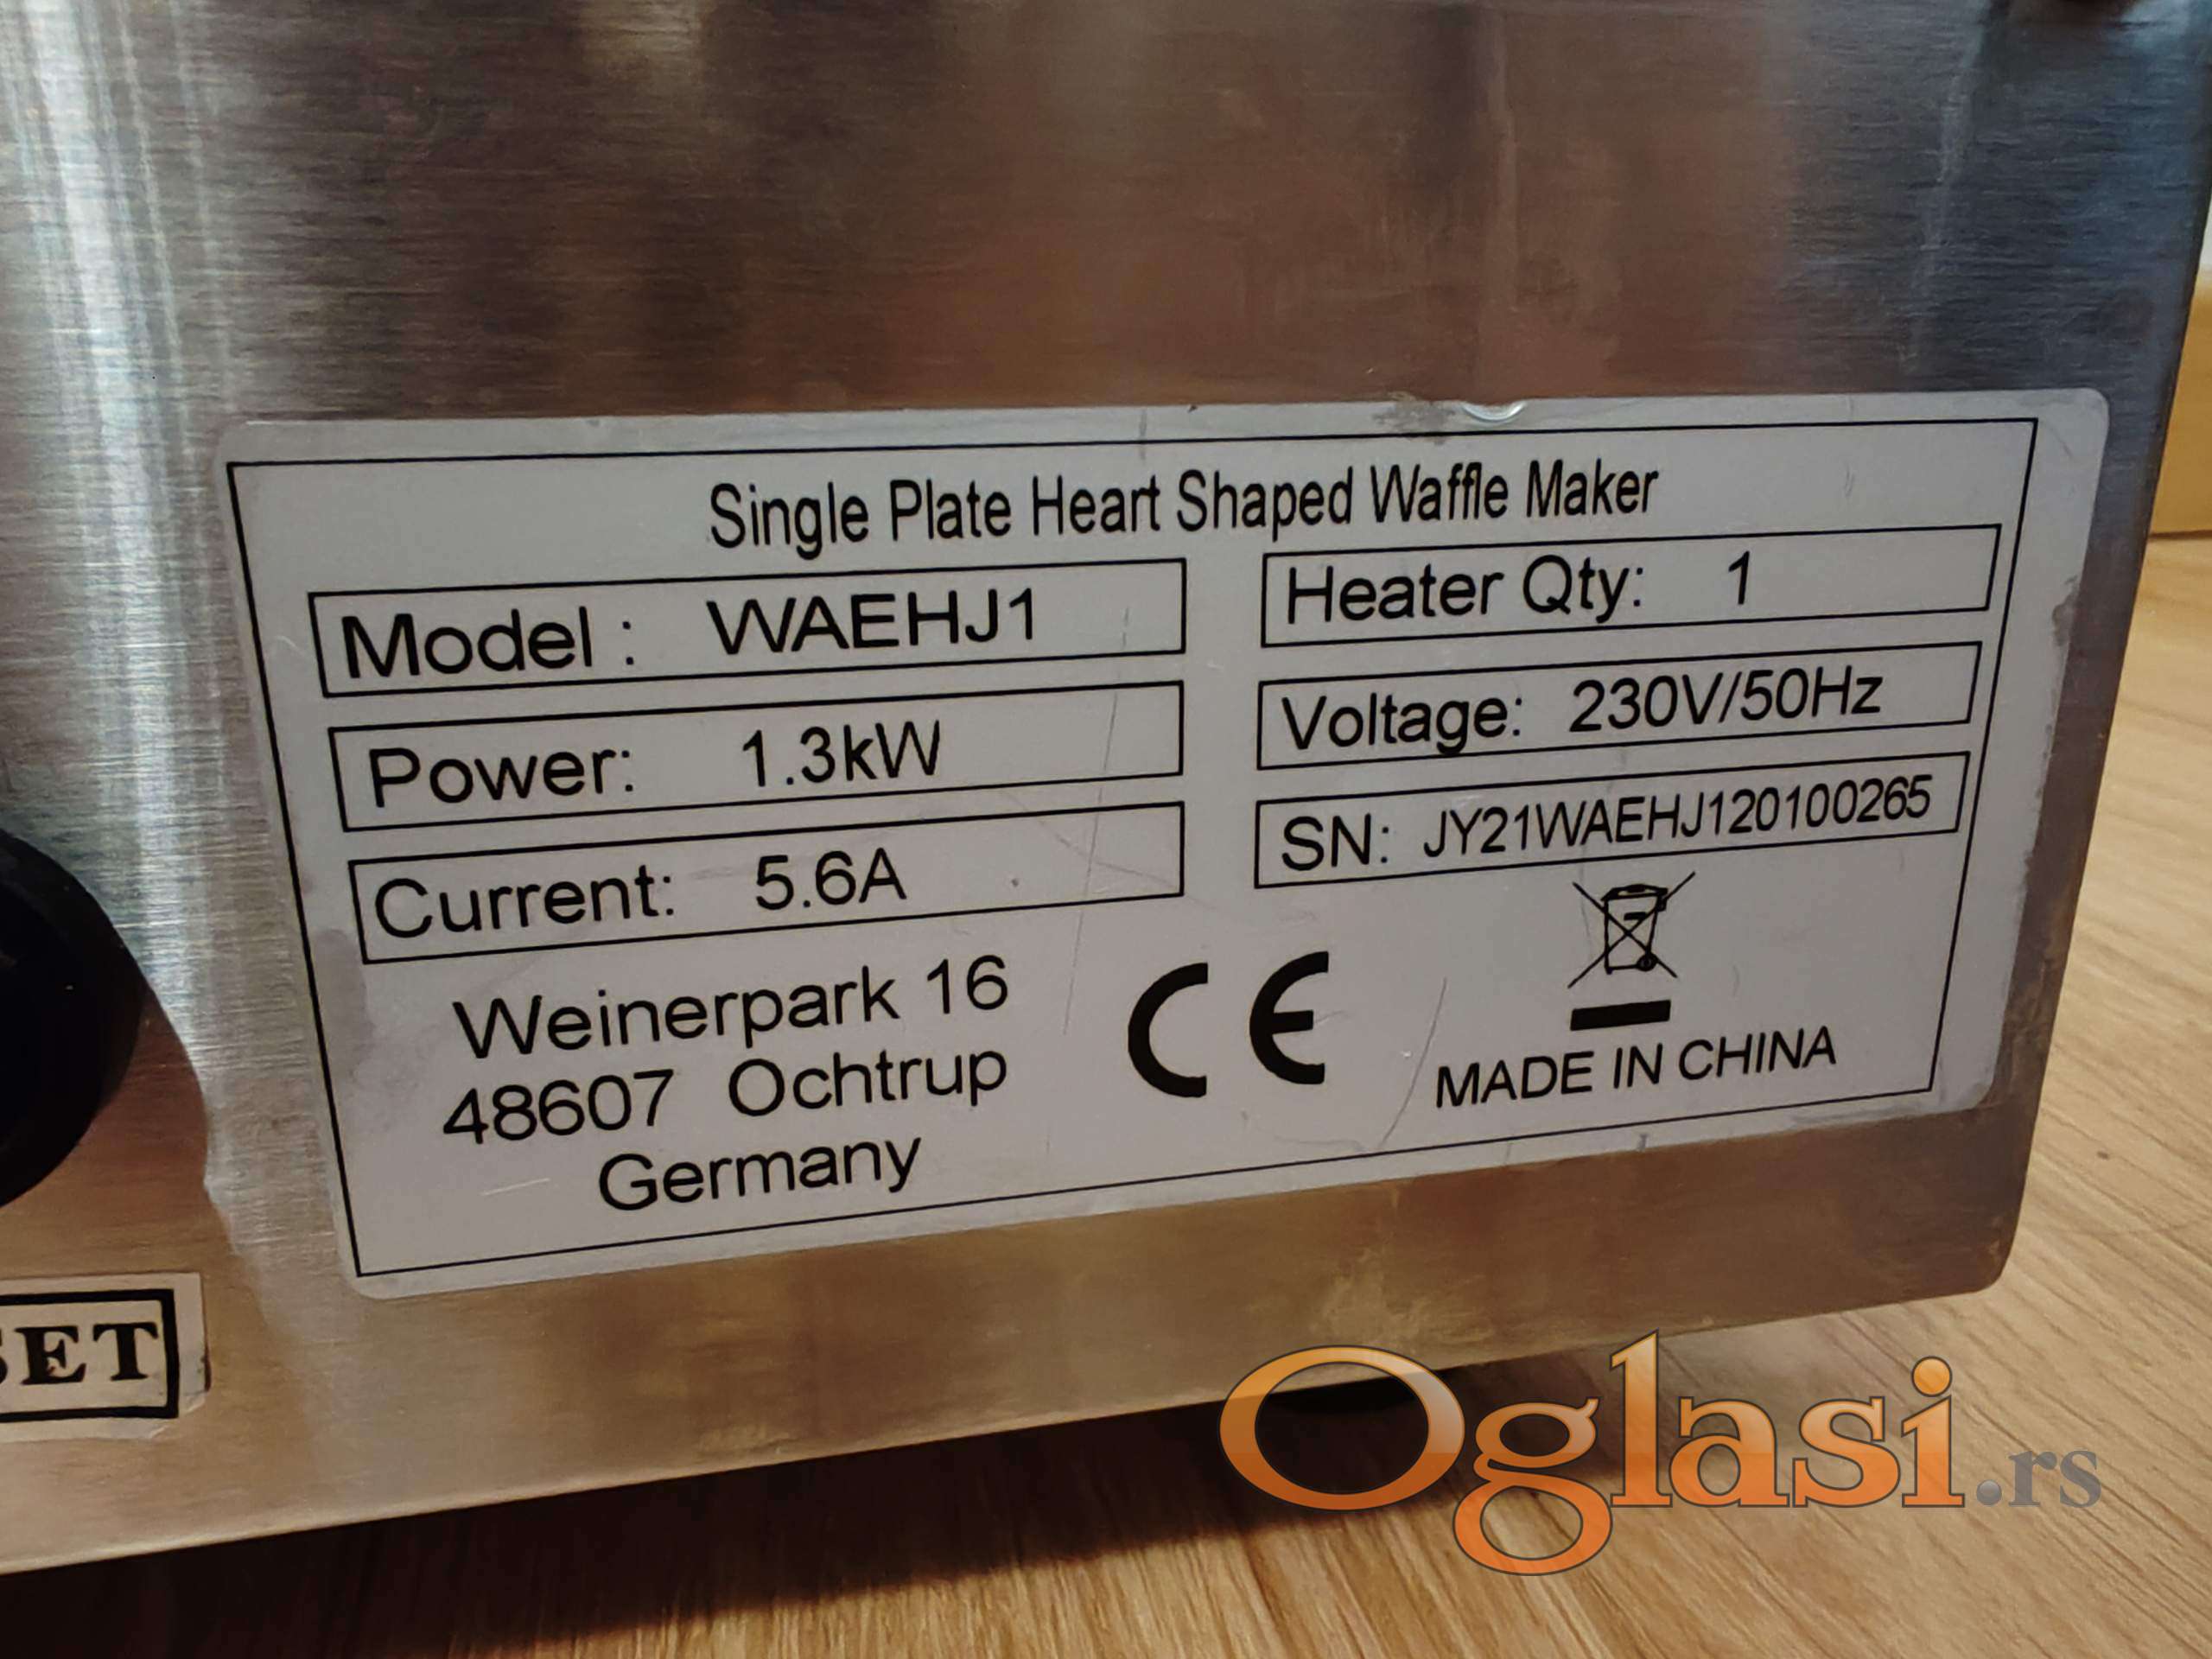 Single Plate Heart Shaped Waffle Maker
Model : WAEHJ1
Heater Qty: 1
Power: 1.3kW
Voltage: 230V/50Hz
Current: 5.6A
SN: JY21WAEHJ120100265
Weinerpark 16
48607 Ochtrup
Germany
CE
MADE IN CHINA
SET
Oglasi.rs